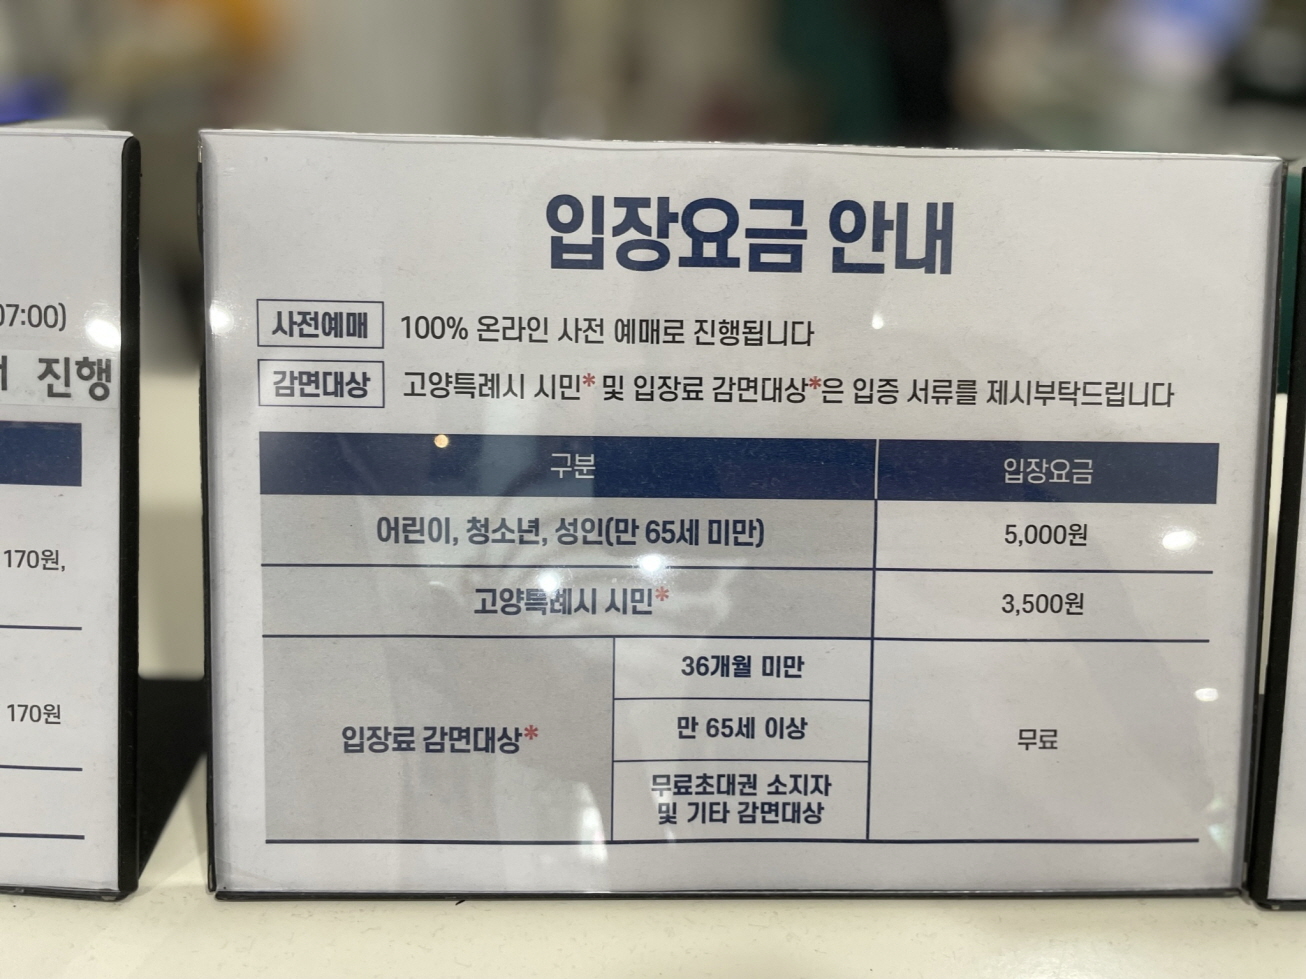 07:00)
진행
170원,
170원
입장요금 안내
사전예매 100% 온라인 사전 예매로 진행됩니다
감면대상 고양특례시 시민* 및 입장료 감면대상*은 입증 서류를 제시부탁드립니다
구분 입장요금
어린이, 청소년, 성인(만 65세 미만) 5,000원
고양특례시 시민* 3,500원
36개월 미만
만 65세 이상
입장료 감면대상* 무료
무료초대권 소지자
및 기타 감면대상